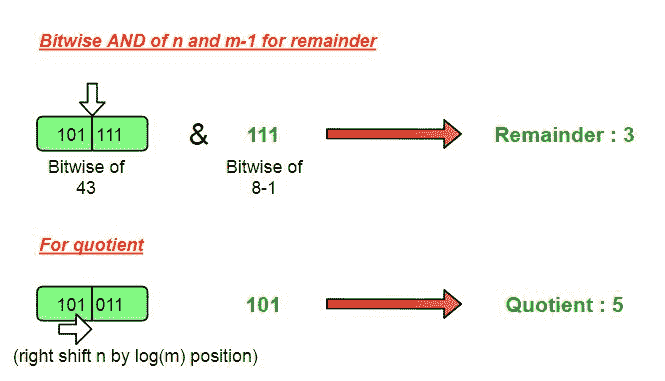 Bitwise AND of n and m-1 for remainder
101 111 & 111 Remainder : 3
Bitwise of 43 Bitwise of 8-1
For quotient
101 011 101 Quotient : 5
(right shift n by log(m) position)